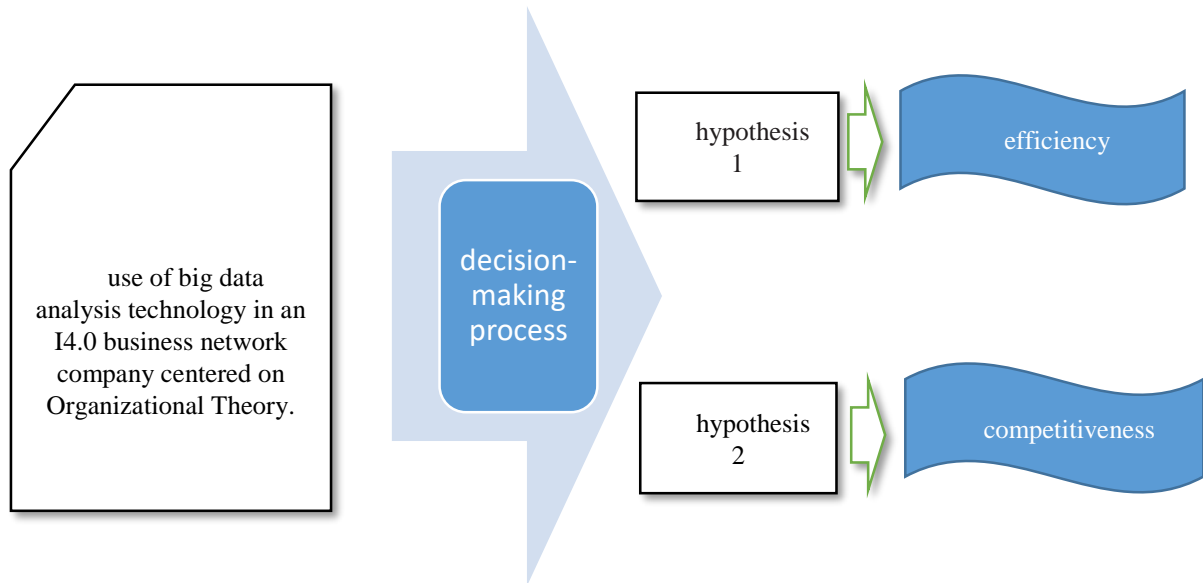 use of big data
analysis technology in an
I4.0 business network
company centered on
Organizational Theory.
decision-
making
process
hypothesis
1
efficiency
hypothesis
2
competitiveness